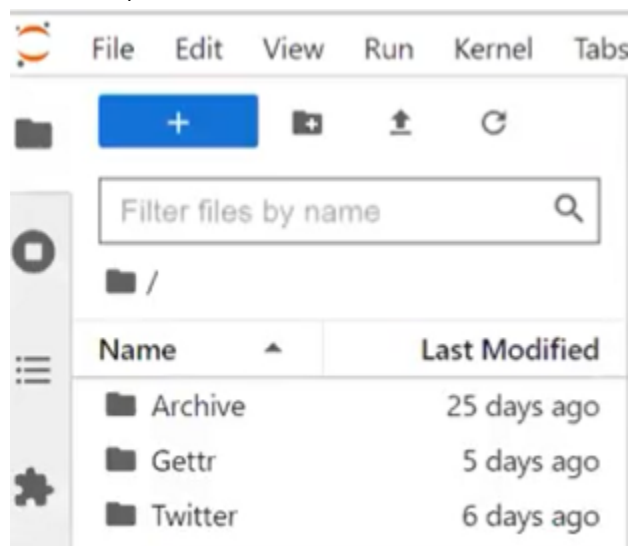 File Edit View Run Kernel Tabs
+
Filter files by name
/
Name Last Modified
Archive 25 days ago
Gettr 5 days ago
Twitter 6 days ago